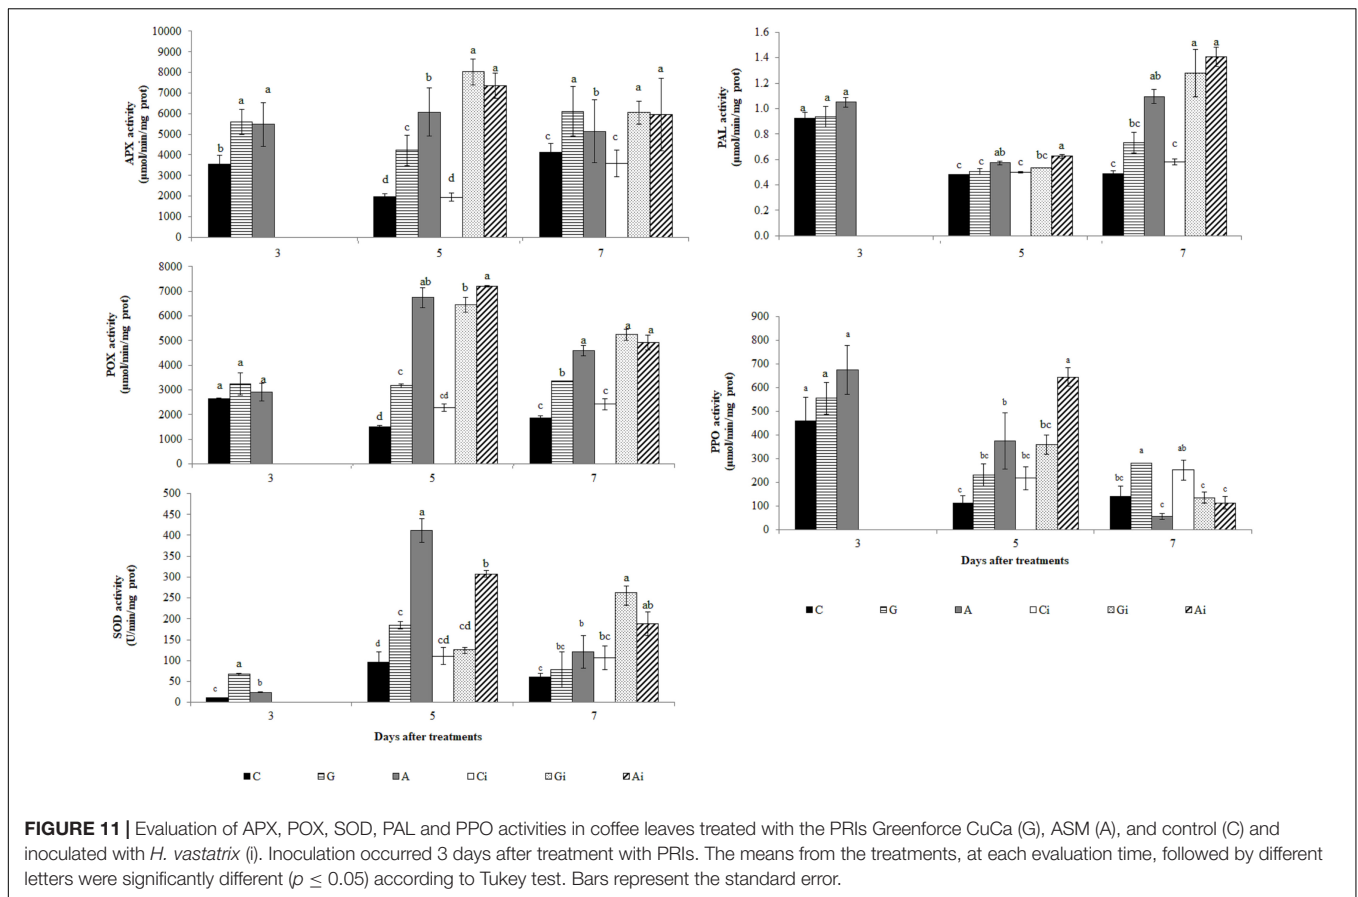 APX activity
(µmol/min/mg prot)
10000
9000
8000
7000
6000
5000
4000
3000
2000
1000
0
b a a d c b d a a c a b c a a
3 5 7
POX activity
(µmol/min/mg prot)
8000
7000
6000
5000
4000
3000
2000
1000
0
a a a d c ab cd b a c b a c a a
3 5 7
SOD activity
(U/min/mg prot)
500
450
400
350
300
250
200
150
100
50
0
c a b d c a cd cd b c bc b bc a ab
3 5 7
Days after treatments
C G A Ci Gi Ai
PAL activity
(µmol/min/mg prot)
1.6
1.4
1.2
1.0
0.8
0.6
0.4
0.2
0.0
a a a c c ab c bc a c bc ab c a a
3 5 7
PPO activity
(µmol/min/mg prot)
900
800
700
600
500
400
300
200
100
0
a a a c bc b bc bc a bc a c ab c c
3 5 7
Days after treatments
C G A Ci Gi Ai
FIGURE 11 | Evaluation of APX, POX, SOD, PAL and PPO activities in coffee leaves treated with the PRIs Greenforce CuCa (G), ASM (A), and control (C) and
inoculated with H. vastatrix (i). Inoculation occurred 3 days after treatment with PRIs. The means from the treatments, at each evaluation time, followed by different
letters were significantly different (p ≤ 0.05) according to Tukey test. Bars represent the standard error.